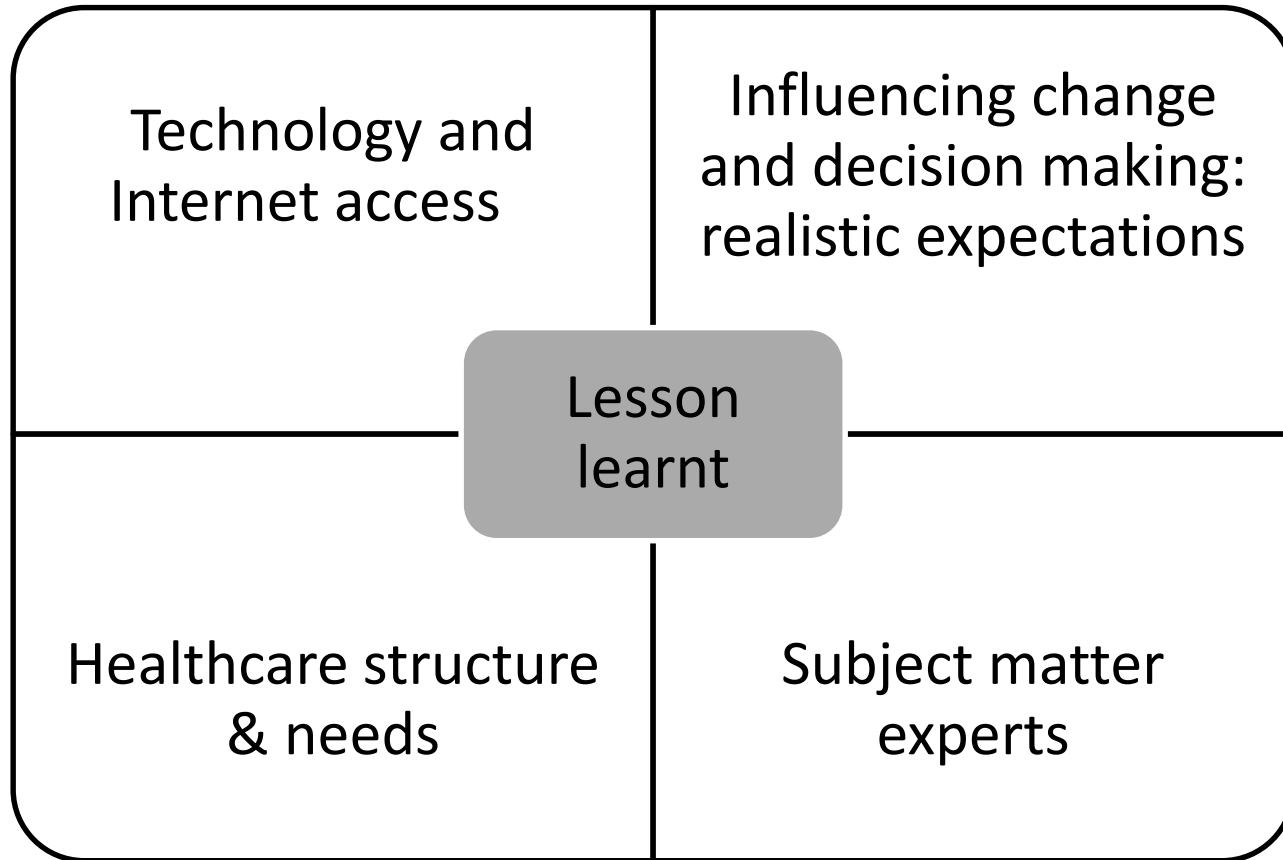 Technology and
Internet access
Influencing change
and decision making:
realistic expectations
Lesson
learnt
Healthcare structure
& needs
Subject matter
experts